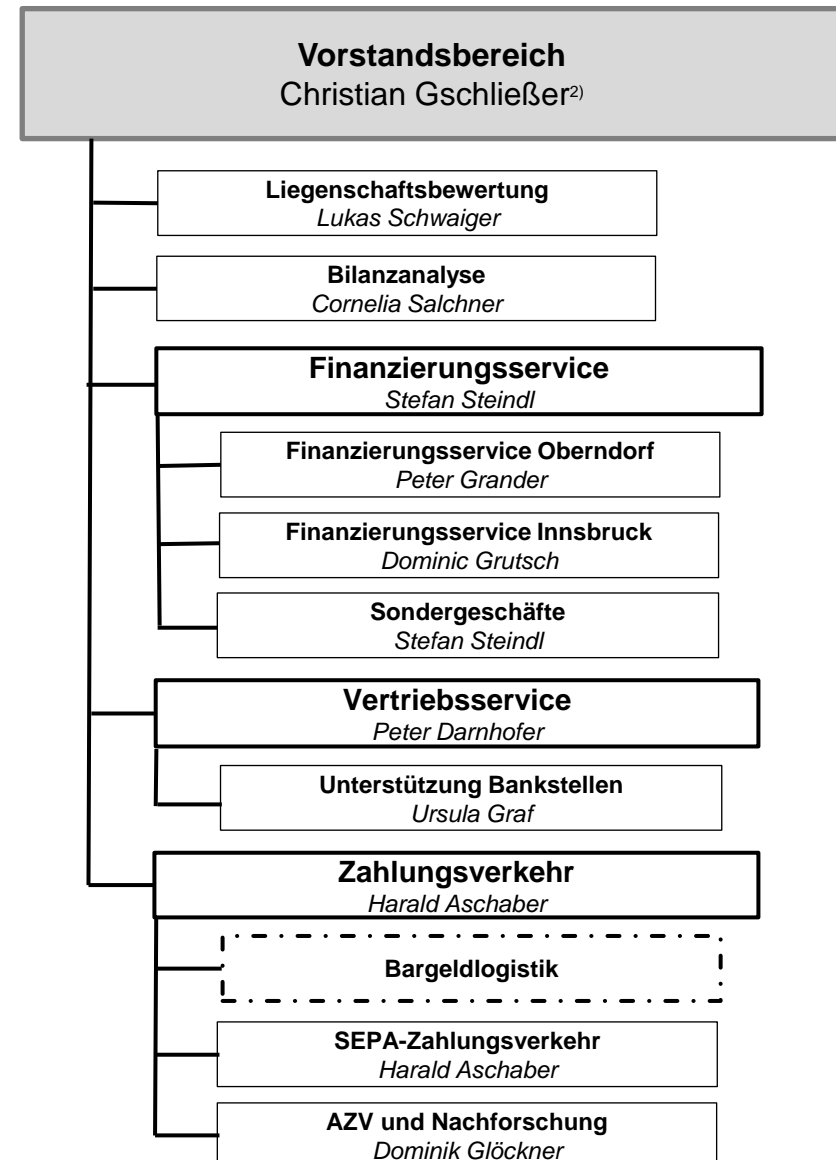 Vorstandsbereich
Christian Gschließer2)
Liegenschaftsbewertung
Lukas Schwaiger
Bilanzanalyse
Cornelia Salchner
Finanzierungsservice
Stefan Steindl
Finanzierungsservice Oberndorf
Peter Grander
Finanzierungsservice Innsbruck
Dominic Grutsch
Sondergeschäfte
Stefan Steindl
Vertriebsservice
Peter Darnhofer
Unterstützung Bankstellen
Ursula Graf
Zahlungsverkehr
Harald Aschaber
Bargeldlogistik
SEPA-Zahlungsverkehr
Harald Aschaber
AZV und Nachforschung
Dominik Glöckner